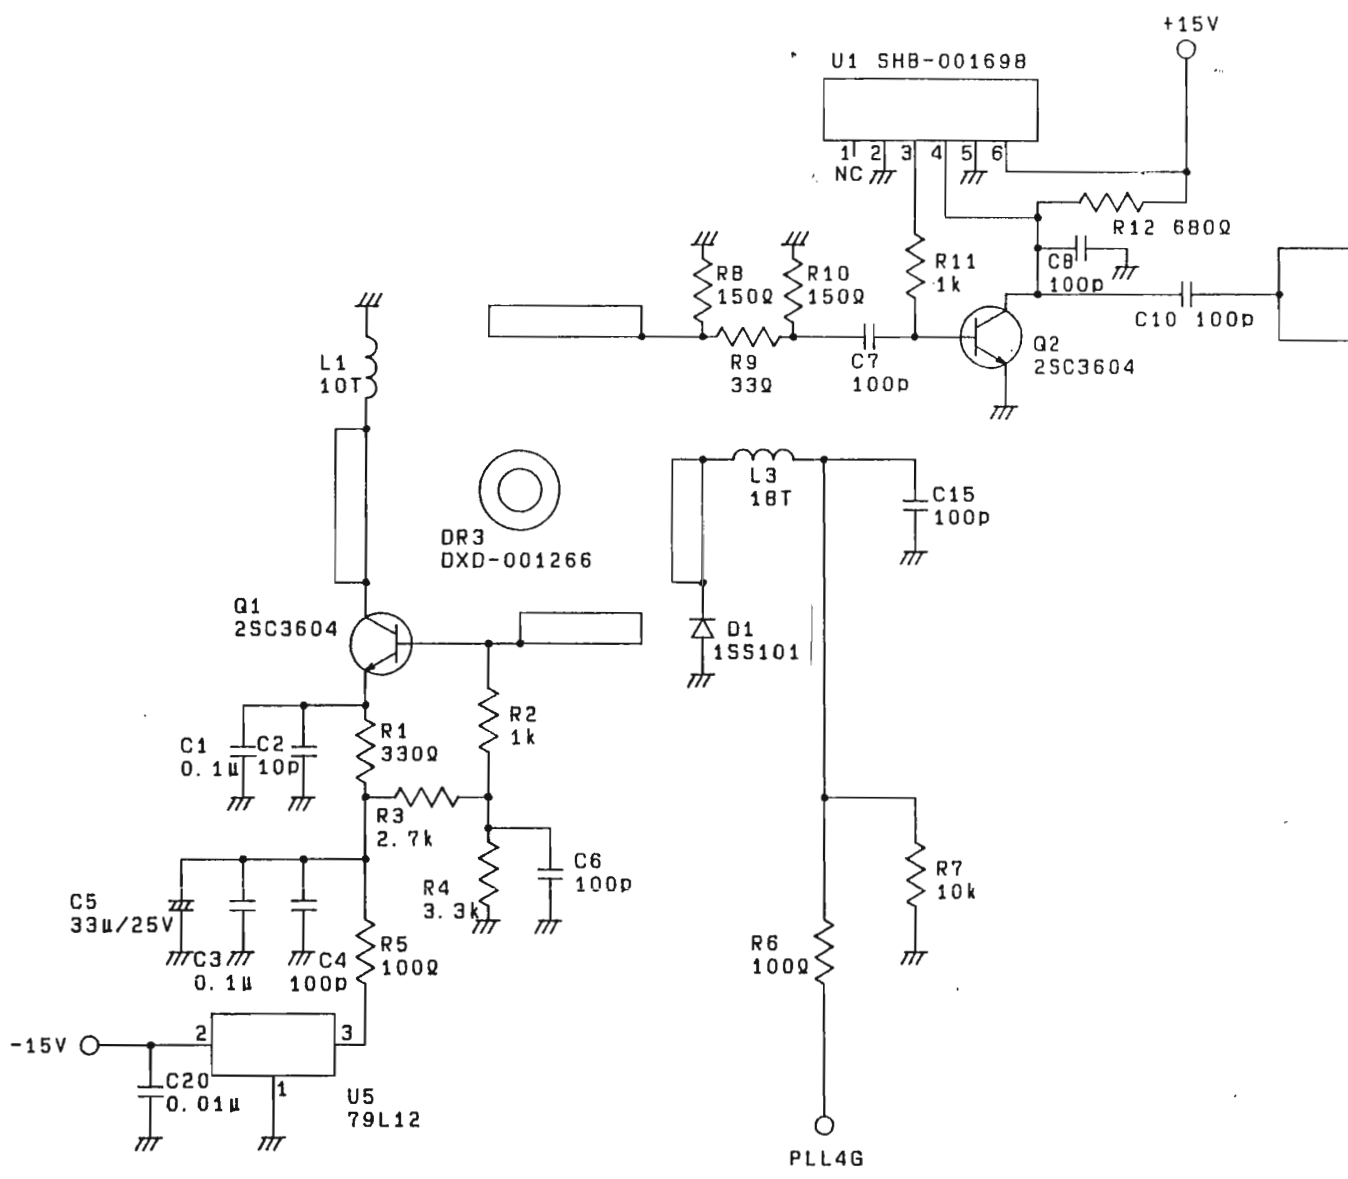 +15V
U1 SHB-001698
1 2 3 4 5 6
NC
R12 680Ω
R8
150Ω
R10
150Ω
R11
1k
C8
100p
C10 100p
L1
10T
R9
33Ω
C7
100p
Q2
2SC3604
L3
18T
C15
100p
DR3
DXD-001266
Q1
2SC3604
D1
1SS101
R2
1k
R1
330Ω
C1
0.1µ
C2
10p
R3
2.7k
C6
100p
R4
3.3k
R7
10k
C5
33µ/25V
C3
0.1µ
C4
100p
R5
100Ω
R6
100Ω
-15V
2
3
1
C20
0.01µ
U5
79L12
PLL4G